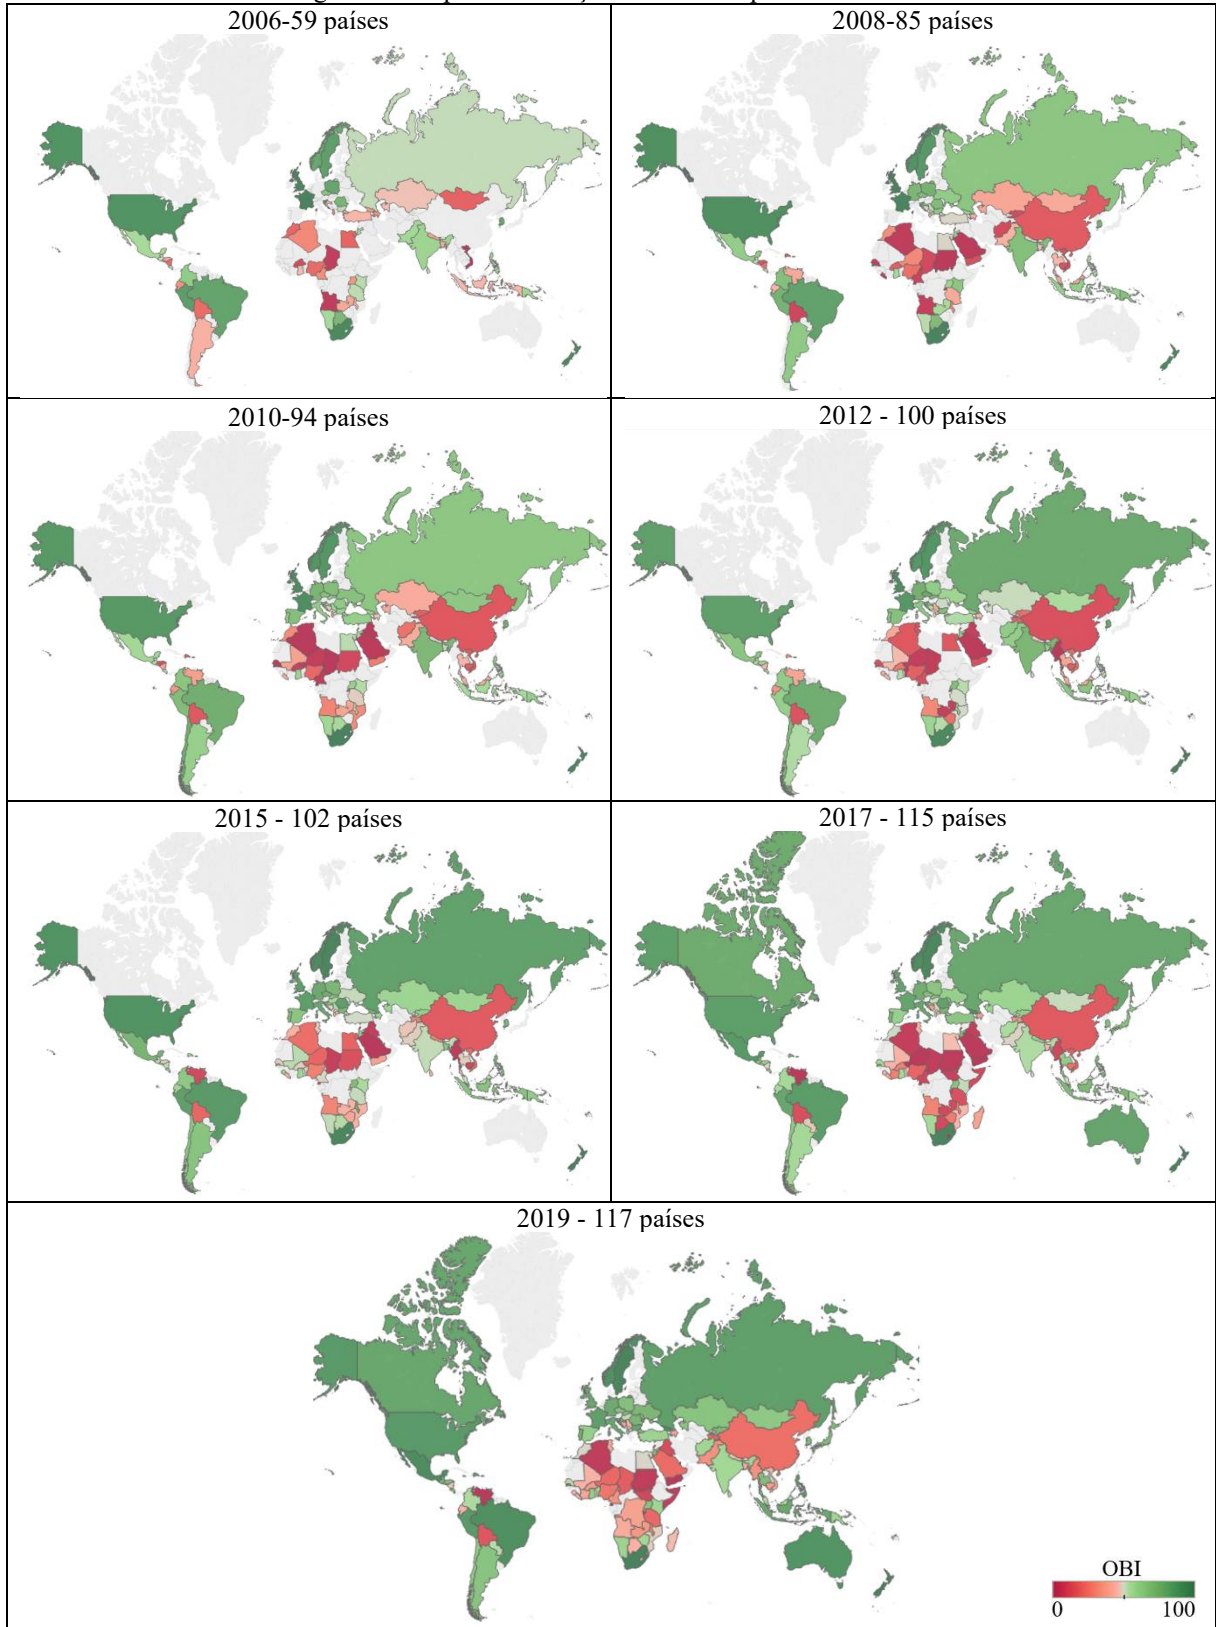 2006-59 países
2008-85 países
2010-94 países
2012 - 100 países
2015 - 102 países
2017 - 115 países
2019 - 117 países
OBI
0 100